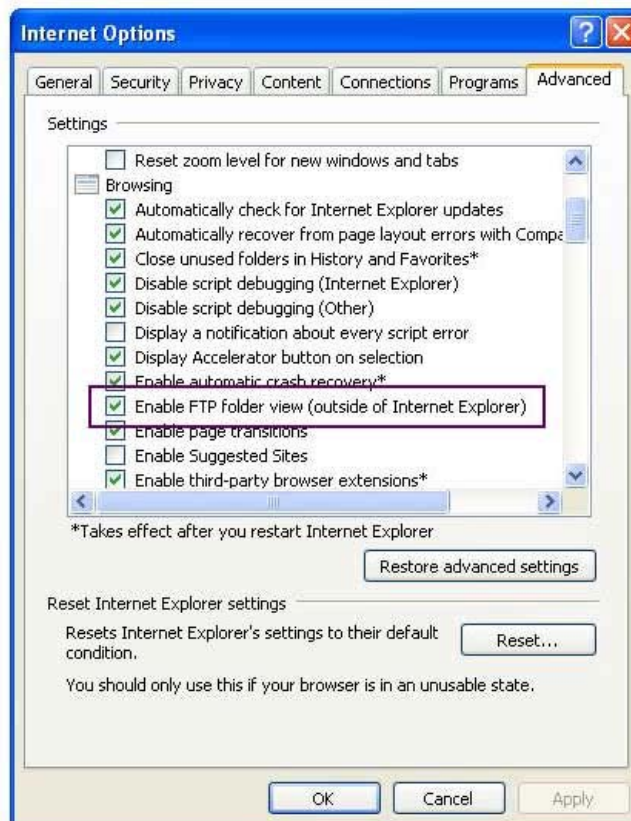 Internet Options
General Security Privacy Content Connections Programs Advanced
Settings
Reset zoom level for new windows and tabs
Browsing
Automatically check for Internet Explorer updates
Automatically recover from page layout errors with Compa
Close unused folders in History and Favorites*
Disable script debugging (Internet Explorer)
Disable script debugging (Other)
Display a notification about every script error
Display Accelerator button on selection
Enable automatic crash recovery*
Enable FTP folder view (outside of Internet Explorer)
Enable page transitions
Enable Suggested Sites
Enable third-party browser extensions*
*Takes effect after you restart Internet Explorer
Restore advanced settings
Reset Internet Explorer settings
Resets Internet Explorer's settings to their default
condition.
Reset...
You should only use this if your browser is in an unusable state.
OK Cancel Apply